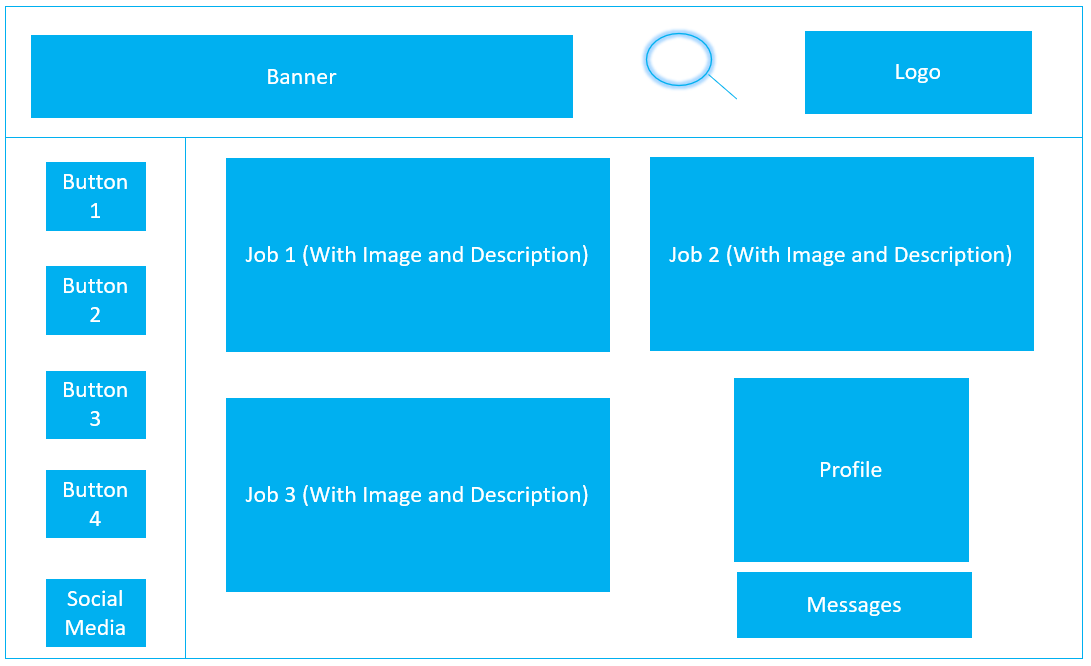 Banner
Logo
Button
1
Button
2
Button
3
Button
4
Social
Media
Job 1 (With Image and Description)
Job 2 (With Image and Description)
Job 3 (With Image and Description)
Profile
Messages